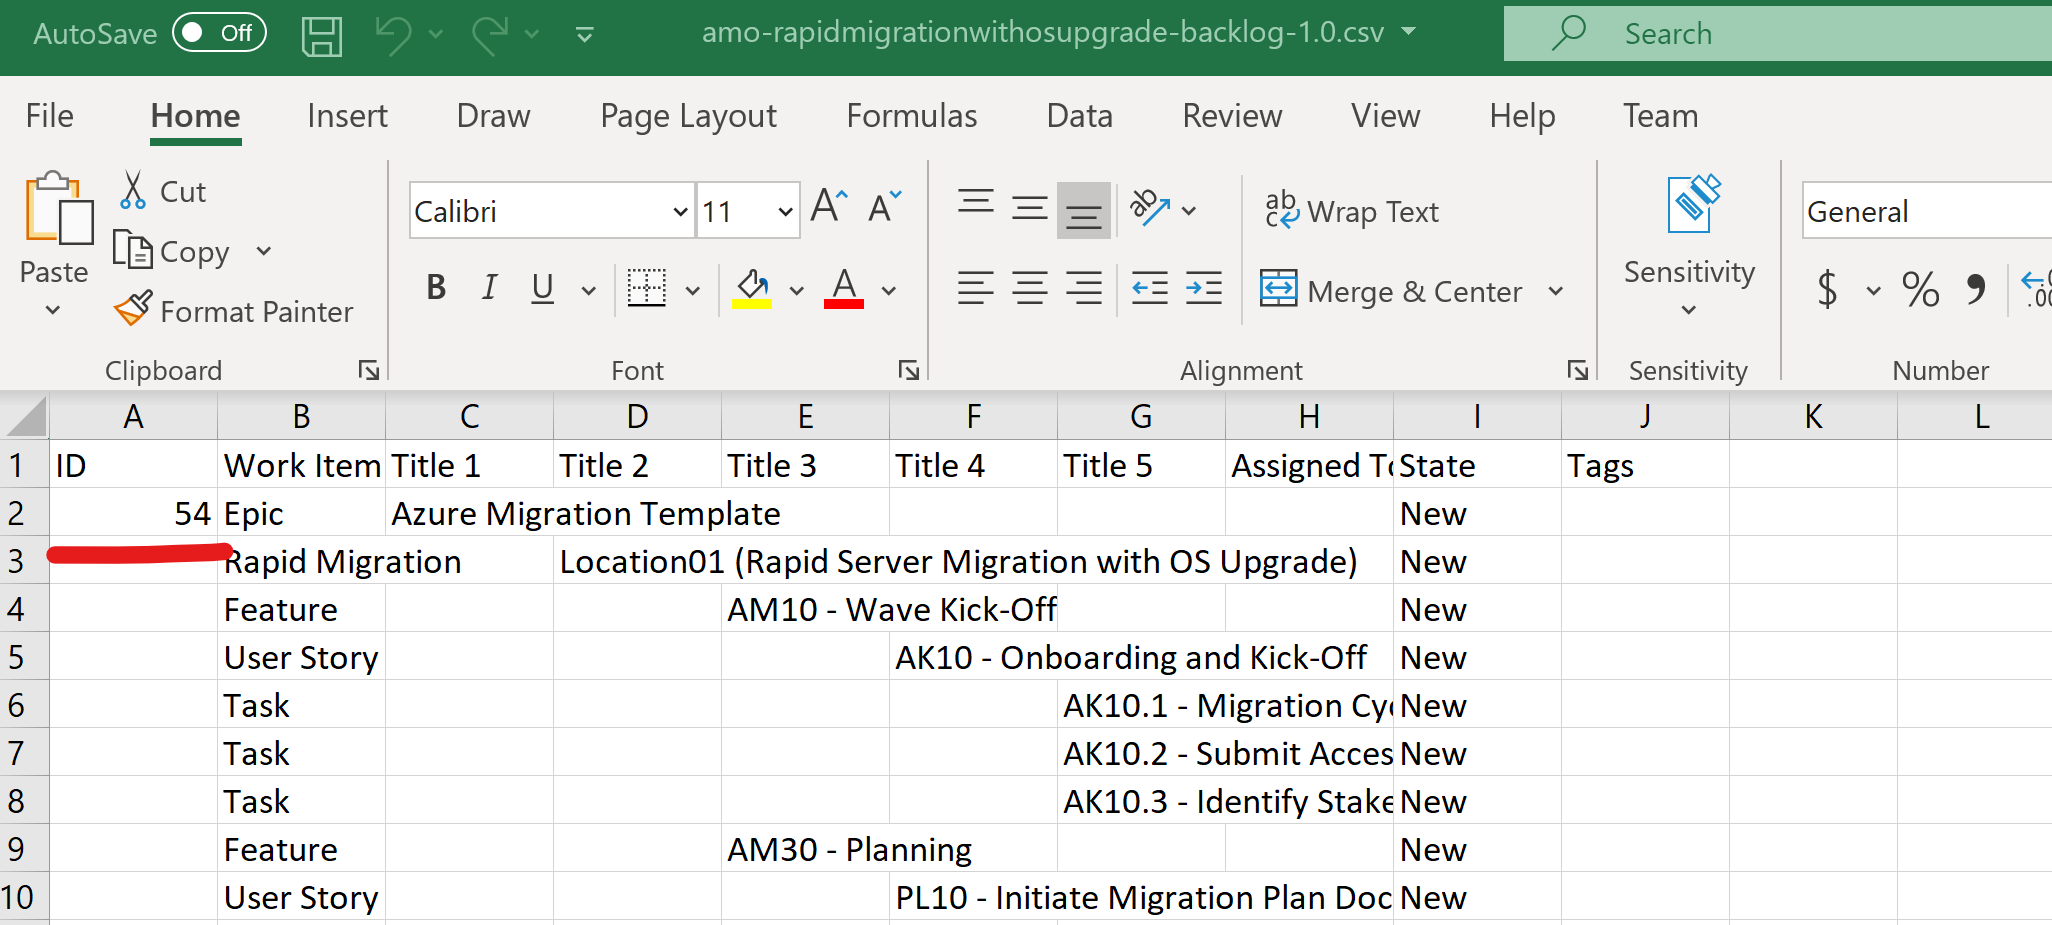 AutoSave Off amo-rapidmigrationwithosupgrade-backlog-1.0.csv Search
File Home Insert Draw Page Layout Formulas Data Review View Help Team
Cut
Copy
Paste
Format Painter
Clipboard
Calibri 11
B I U A
Font
Wrap Text
Merge & Center
Alignment
Sensitivity
Sensitivity
General
$ %
Number
A B C D E F G H I J K L
1 ID Work Item Title 1 Title 2 Title 3 Title 4 Title 5 Assigned To State Tags
2 54 Epic Azure Migration Template New
3 Rapid Migration Location01 (Rapid Server Migration with OS Upgrade) New
4 Feature AM10 - Wave Kick-Off New
5 User Story AK10 - Onboarding and Kick-Off New
6 Task AK10.1 - Migration Cyc New
7 Task AK10.2 - Submit Acces New
8 Task AK10.3 - Identify Stake New
9 Feature AM30 - Planning New
10 User Story PL10 - Initiate Migration Plan Doc New